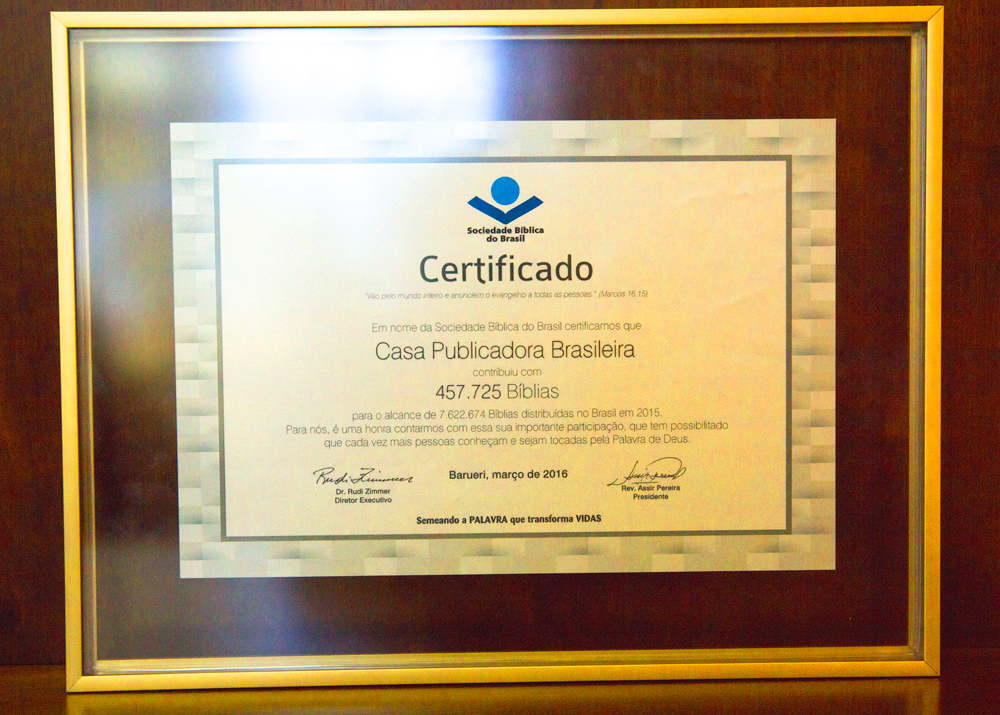 Sociedade Bíblica
do Brasil
Certificado
"Vão pelo mundo inteiro e anunciem o evangelho a todas as pessoas." (Marcos 16.15)
Em nome da Sociedade Bíblica do Brasil certificamos que
Casa Publicadora Brasileira
contribuiu com
457.725 Bíblias
para o alcance de 7.622.674 Bíblias distribuídas no Brasil em 2015.
Para nós, é uma honra contarmos com essa sua importante participação, que tem possibilitado
que cada vez mais pessoas conheçam e sejam tocadas pela Palavra de Deus.
Rudi Zimmer
Barueri, março de 2016
Dr. Rudi Zimmer
Diretor Executivo
Rev. Assir Pereira
Presidente
Semeando a PALAVRA que transforma VIDAS